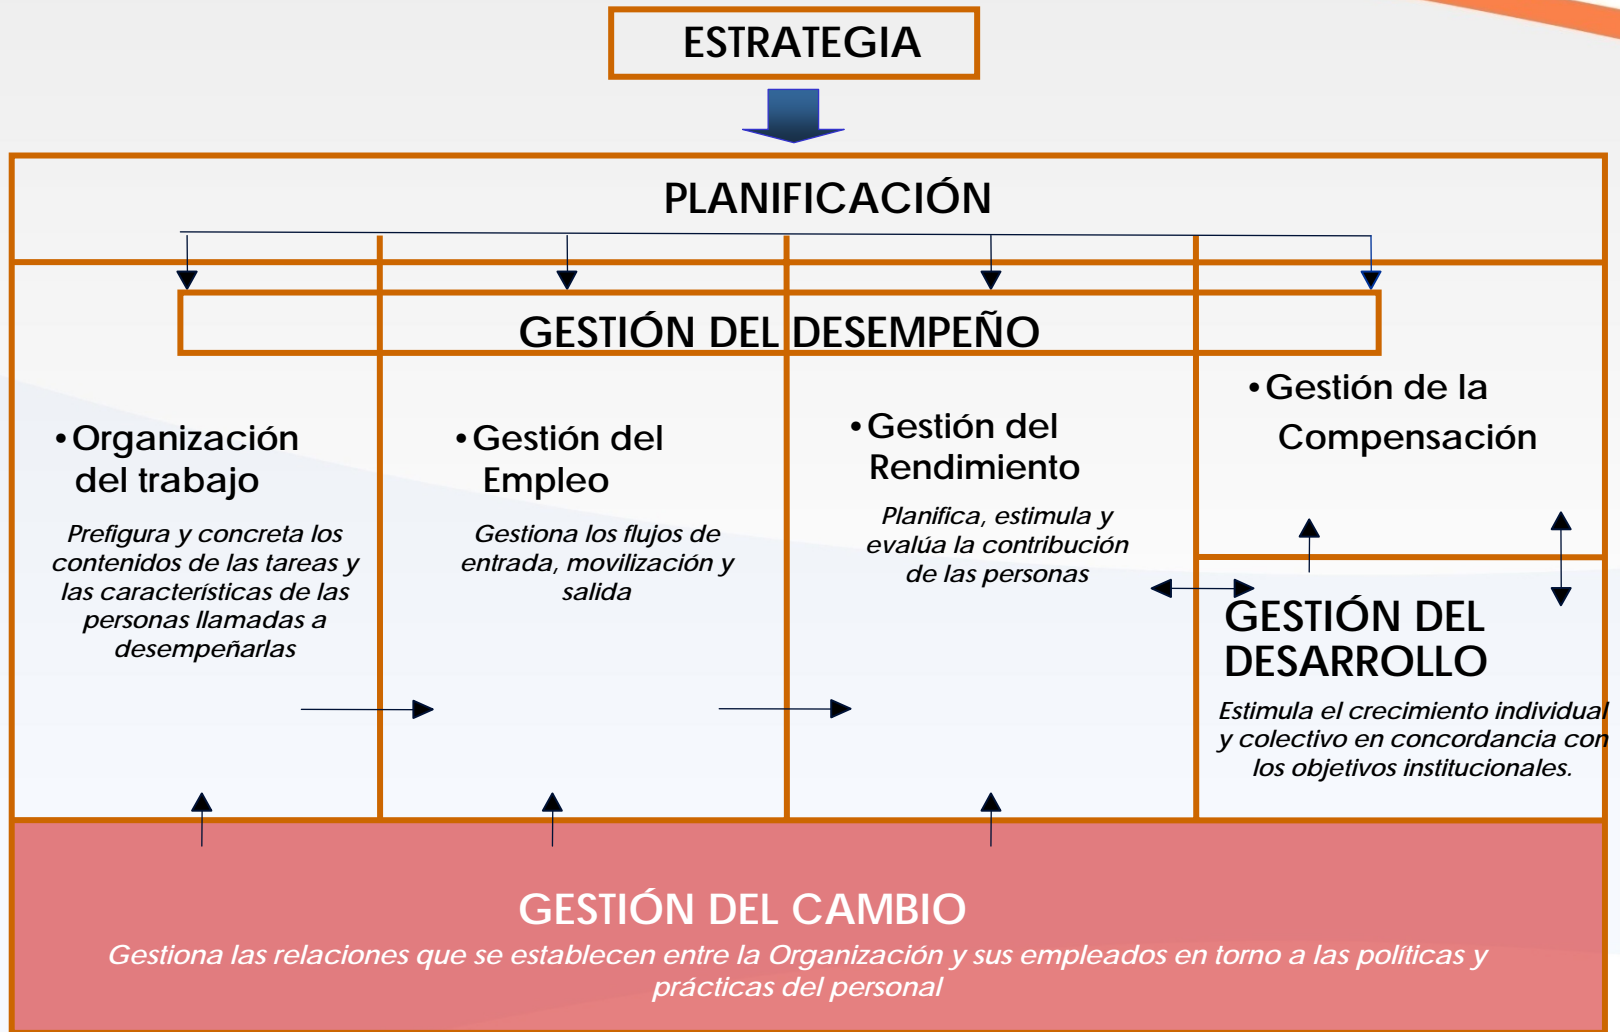 ESTRATEGIA
PLANIFICACIÓN
GESTIÓN DEL DESEMPEÑO
•Organización
del trabajo
Prefigura y concreta los
contenidos de las tareas y
las características de las
personas llamadas a
desempeñarlas
•Gestión del
Empleo
Gestiona los flujos de
entrada, movilización y
salida
•Gestión del
Rendimiento
Planifica, estimula y
evalúa la contribución
de las personas
•Gestión de la
Compensación
GESTIÓN DEL
DESARROLLO
Estimula el crecimiento individual
y colectivo en concordancia con
los objetivos institucionales.
GESTIÓN DEL CAMBIO
Gestiona las relaciones que se establecen entre la Organización y sus empleados en torno a las políticas y
prácticas del personal